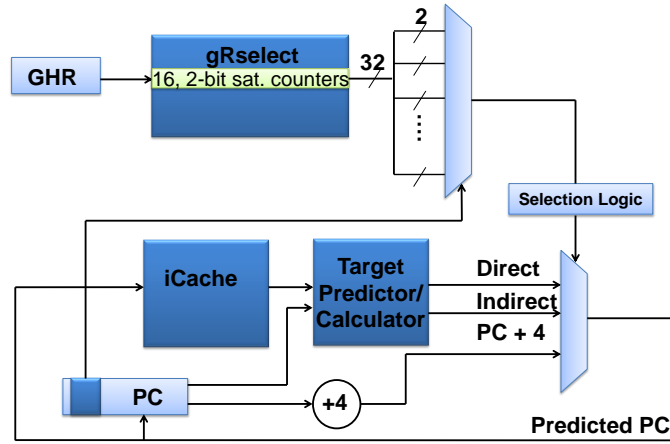 2
gRselect
32
GHR
16, 2-bit sat. counters
Selection Logic
iCache
Target
Predictor/
Calculator
Direct
Indirect
PC + 4
PC
+4
Predicted PC